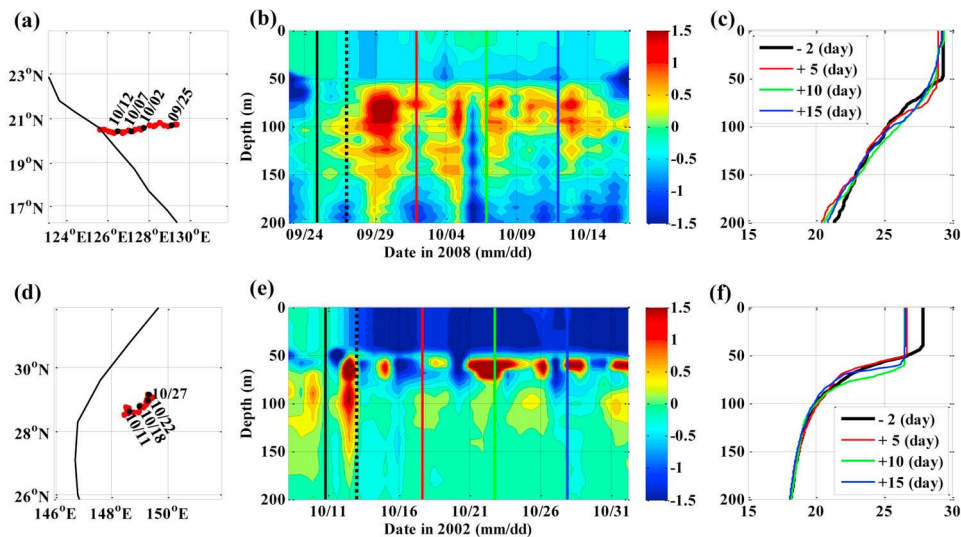 (a)
23°N
21°N
19°N
17°N
124°E
126°E
128°E
130°E
10/12
10/07
10/02
09/25
(b)
0
50
100
150
200
Depth (m)
09/24
09/29
10/04
10/09
10/14
Date in 2008 (mm/dd)
1.5
1
0.5
0
-0.5
-1
-1.5
(c)
0
50
100
150
200
15
20
25
30
- 2 (day)
+ 5 (day)
+10 (day)
+15 (day)
(d)
30°N
28°N
26°N
146°E
148°E
150°E
10/27
10/22
10/18
10/11
(e)
0
50
100
150
200
Depth (m)
10/11
10/16
10/21
10/26
10/31
Date in 2002 (mm/dd)
1.5
1
0.5
0
-0.5
-1
-1.5
(f)
0
50
100
150
200
15
20
25
30
- 2 (day)
+ 5 (day)
+10 (day)
+15 (day)